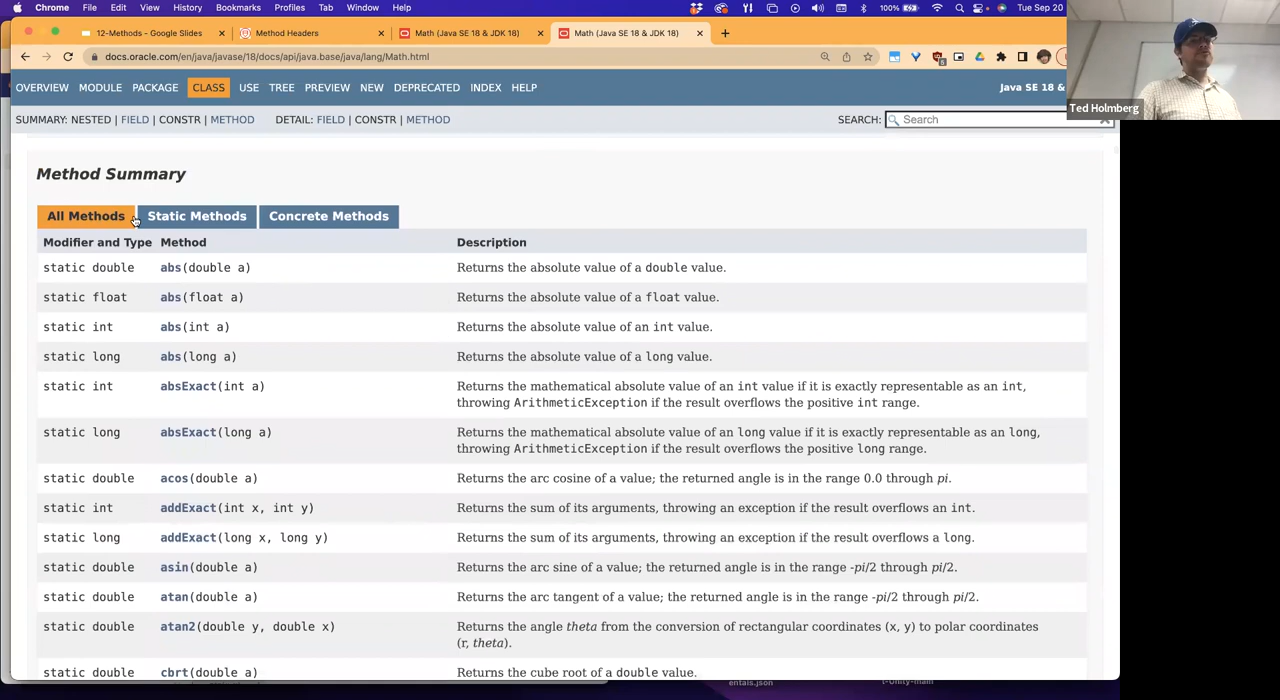 Chrome File Edit View History Bookmarks Profiles Tab Window Help 100% Tue Sep 20
12-Methods - Google Slides Method Headers Math (Java SE 18 & JDK 18) Math (Java SE 18 & JDK 18)
docs.oracle.com/en/java/javase/18/docs/api/java.base/java/lang/Math.html
Ted Holmberg
OVERVIEW MODULE PACKAGE CLASS USE TREE PREVIEW NEW DEPRECATED INDEX HELP Java SE 18 &
SUMMARY: NESTED | FIELD | CONSTR | METHOD DETAIL: FIELD | CONSTR | METHOD SEARCH: Search
Method Summary
All Methods Static Methods Concrete Methods
Modifier and Type Method Description
static double abs(double a) Returns the absolute value of a double value.
static float abs(float a) Returns the absolute value of a float value.
static int abs(int a) Returns the absolute value of an int value.
static long abs(long a) Returns the absolute value of a long value.
static int absExact(int a) Returns the mathematical absolute value of an int value if it is exactly representable as an int,
throwing ArithmeticException if the result overflows the positive int range.
static long absExact(long a) Returns the mathematical absolute value of an long value if it is exactly representable as an long,
throwing ArithmeticException if the result overflows the positive long range.
static double acos(double a) Returns the arc cosine of a value; the returned angle is in the range 0.0 through pi.
static int addExact(int x, int y) Returns the sum of its arguments, throwing an exception if the result overflows an int.
static long addExact(long x, long y) Returns the sum of its arguments, throwing an exception if the result overflows a long.
static double asin(double a) Returns the arc sine of a value; the returned angle is in the range -pi/2 through pi/2.
static double atan(double a) Returns the arc tangent of a value; the returned angle is in the range -pi/2 through pi/2.
static double atan2(double y, double x) Returns the angle theta from the conversion of rectangular coordinates (x, y) to polar coordinates
(r, theta).
static double cbrt(double a) Returns the cube root of a double value.
entals.json